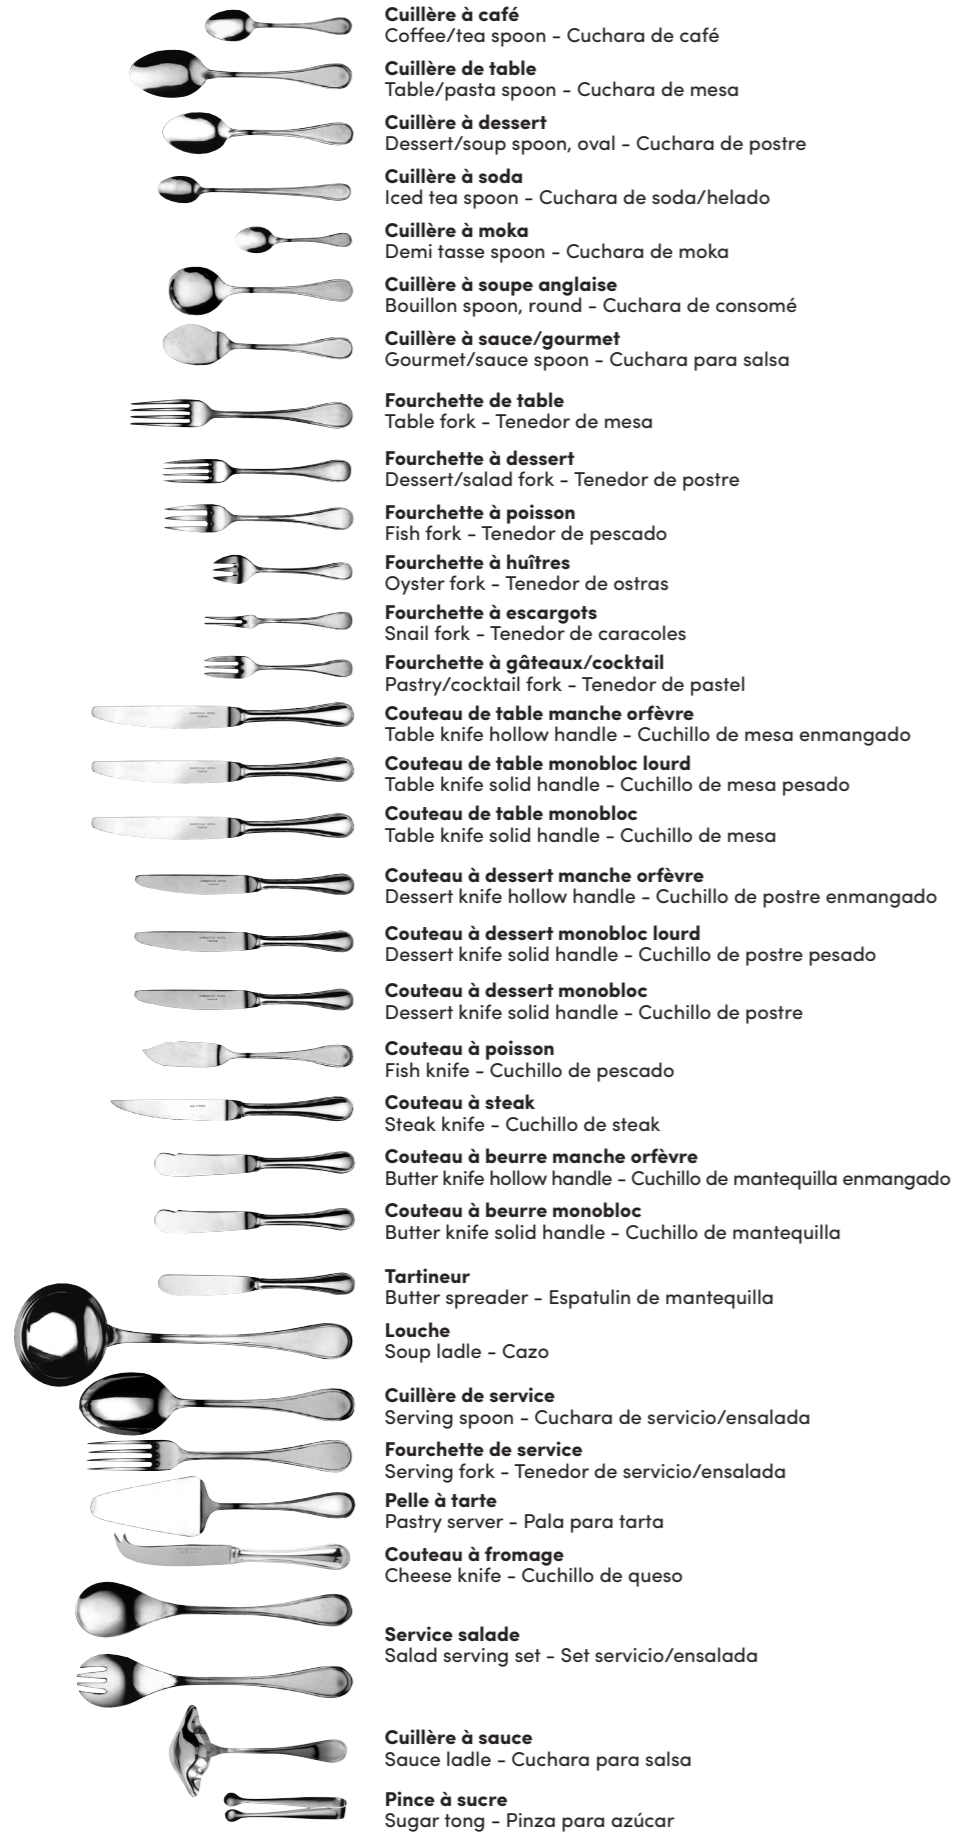 Cuillère à café
Coffee/tea spoon - Cuchara de café
Cuillère de table
Table/pasta spoon - Cuchara de mesa
Cuillère à dessert
Dessert/soup spoon, oval - Cuchara de postre
Cuillère à soda
Iced tea spoon - Cuchara de soda/helado
Cuillère à moka
Demi tasse spoon - Cuchara de moka
Cuillère à soupe anglaise
Bouillon spoon, round - Cuchara de consomé
Cuillère à sauce/gourmet
Gourmet/sauce spoon - Cuchara para salsa
Fourchette de table
Table fork - Tenedor de mesa
Fourchette à dessert
Dessert/salad fork - Tenedor de postre
Fourchette à poisson
Fish fork - Tenedor de pescado
Fourchette à huîtres
Oyster fork - Tenedor de ostras
Fourchette à escargots
Snail fork - Tenedor de caracoles
Fourchette à gâteaux/cocktail
Pastry/cocktail fork - Tenedor de pastel
Couteau de table manche orfèvre
Table knife hollow handle - Cuchillo de mesa enmangado
Couteau de table monobloc lourd
Table knife solid handle - Cuchillo de mesa pesado
Couteau de table monobloc
Table knife solid handle - Cuchillo de mesa
Couteau à dessert manche orfèvre
Dessert knife hollow handle - Cuchillo de postre enmangado
Couteau à dessert monobloc lourd
Dessert knife solid handle - Cuchillo de postre pesado
Couteau à dessert monobloc
Dessert knife solid handle - Cuchillo de postre
Couteau à poisson
Fish knife - Cuchillo de pescado
Couteau à steak
Steak knife - Cuchillo de steak
Couteau à beurre manche orfèvre
Butter knife hollow handle - Cuchillo de mantequilla enmangado
Couteau à beurre monobloc
Butter knife solid handle - Cuchillo de mantequilla
Tartineur
Butter spreader - Espatulin de mantequilla
Louche
Soup ladle - Cazo
Cuillère de service
Serving spoon - Cuchara de servicio/ensalada
Fourchette de service
Serving fork - Tenedor de servicio/ensalada
Pelle à tarte
Pastry server - Pala para tarta
Couteau à fromage
Cheese knife - Cuchillo de queso
Service salade
Salad serving set - Set servicio/ensalada
Cuillère à sauce
Sauce ladle - Cuchara para salsa
Pince à sucre
Sugar tong - Pinza para azúcar